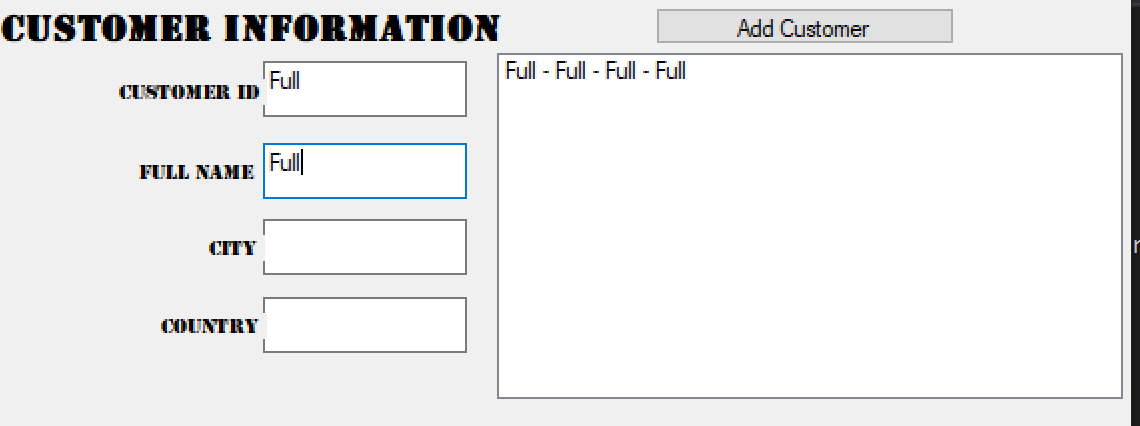 CUSTOMER INFORMATION
Add Customer
CUSTOMER ID
Full
Full - Full - Full - Full
FULL NAME
Full
CITY
COUNTRY